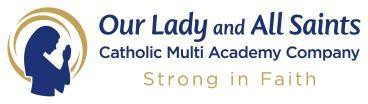 Our Lady and All Saints
Catholic Multi Academy Company
Strong in Faith